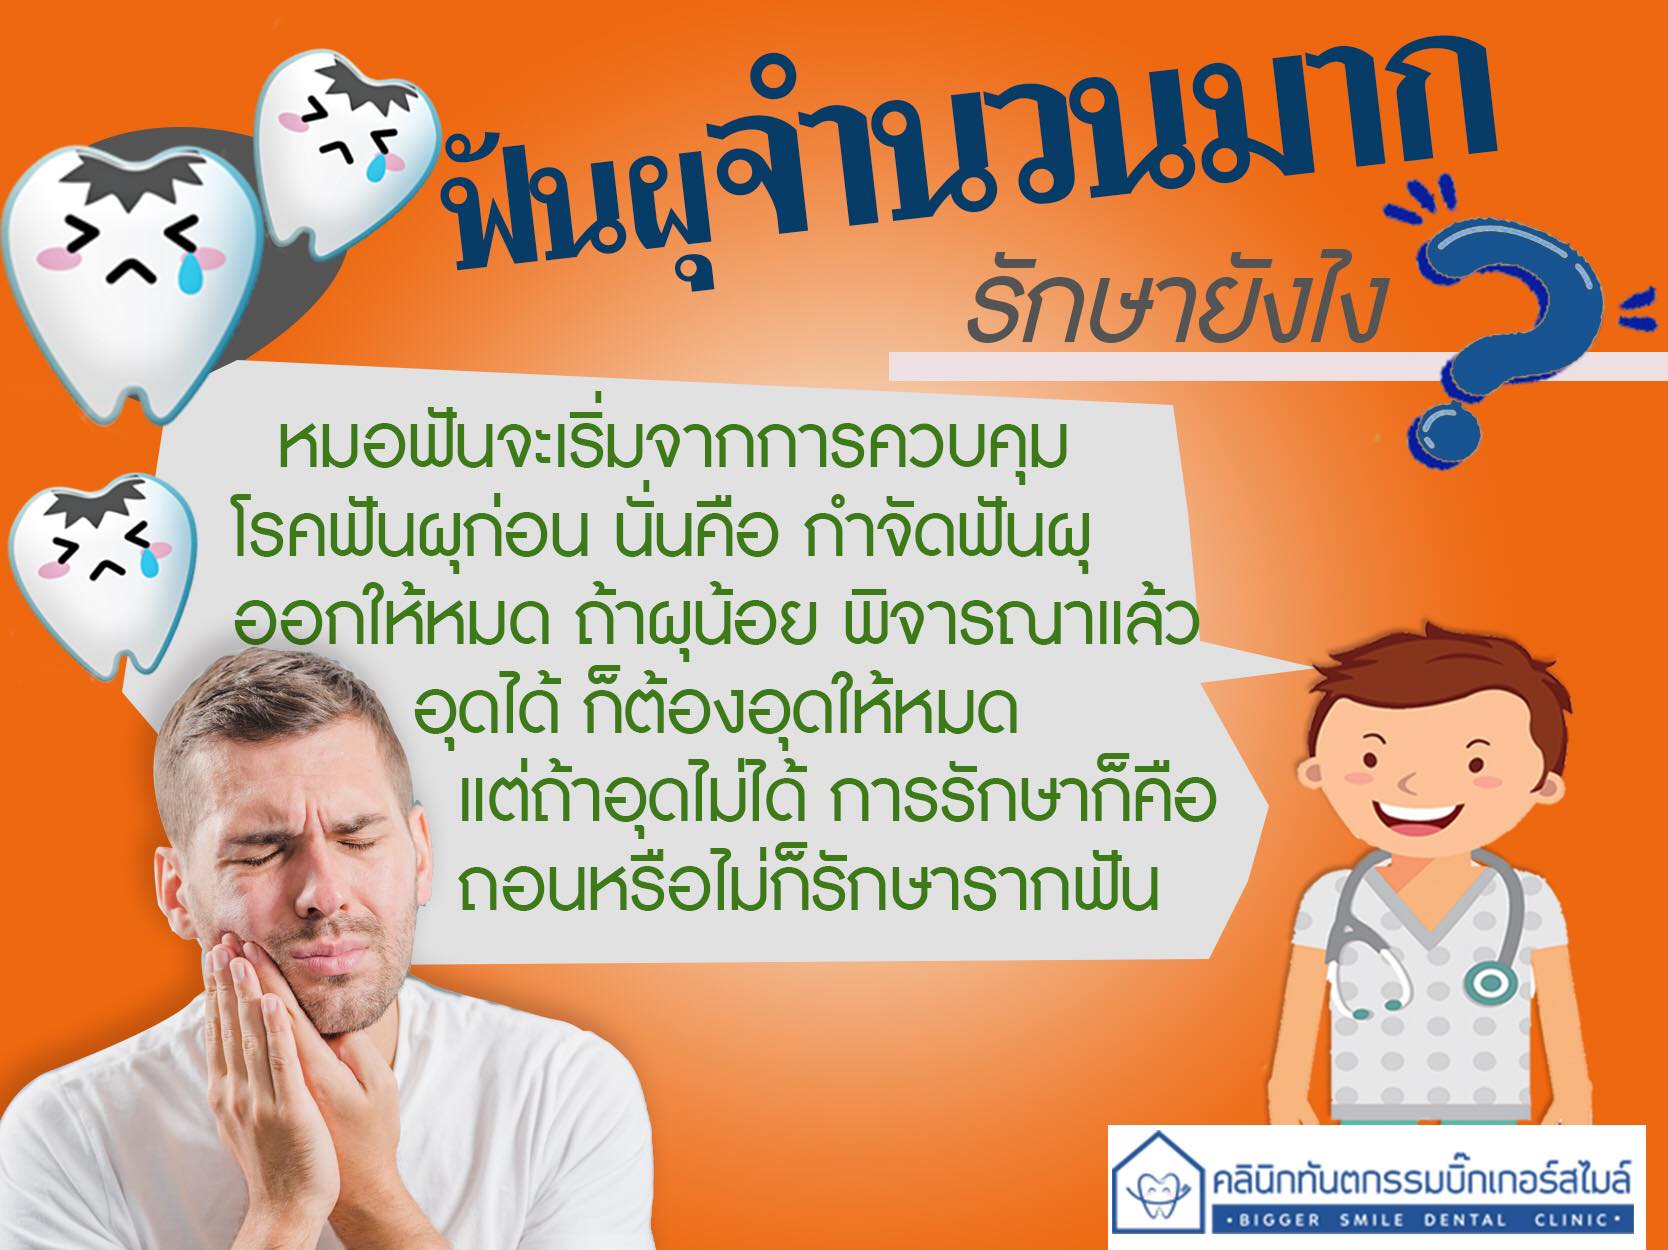 ฟันผุจำนวนมาก
รักษายังไง
?
หมอฟันจะเริ่มจากการควบคุม
โรคฟันผุก่อน นั่นคือ กำจัดฟันผุ
ออกให้หมด ถ้าผุน้อย พิจารณาแล้ว
อุดได้ ก็ต้องอุดให้หมด
แต่ถ้าอุดไม่ได้ การรักษาก็คือ
ถอนหรือไม่ก็รักษารากฟัน
คลินิกทันตกรรมบิ๊กเกอร์สไมล์
• BIGGER SMILE DENTAL CLINIC •